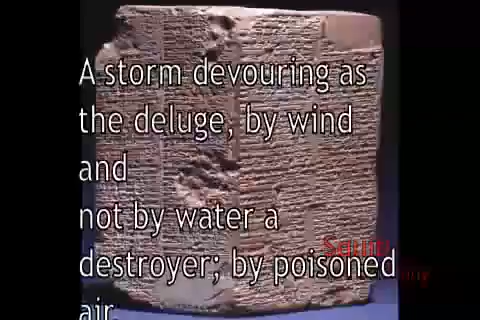 A storm devouring as
the deluge, by wind
and
not by water a
destroyer; by poisoned
air.